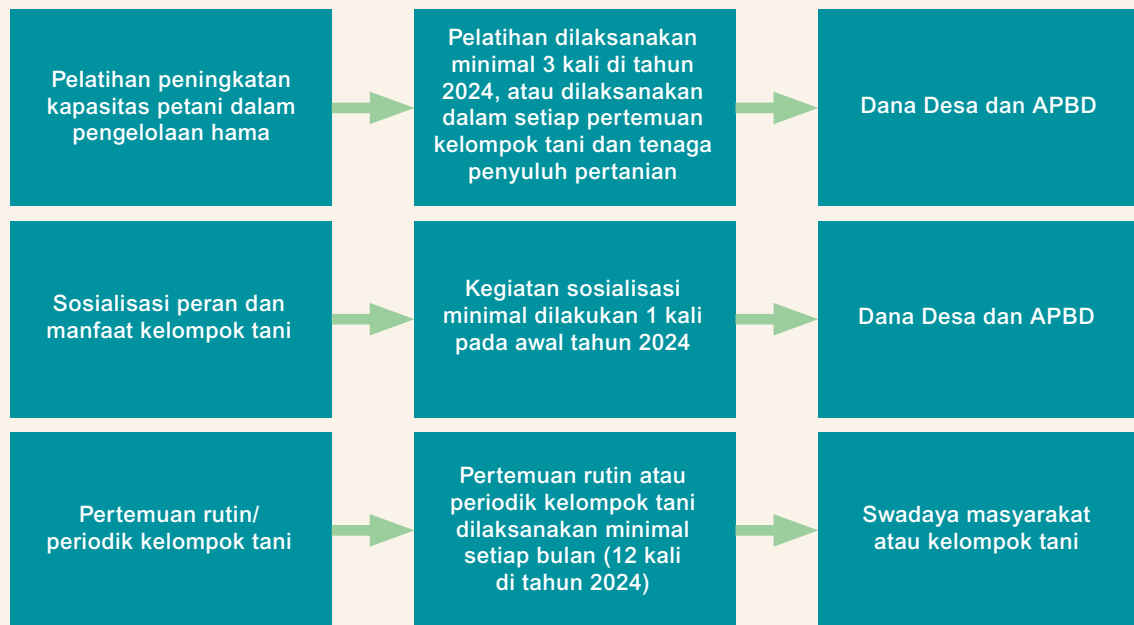 Pelatihan peningkatan
kapasitas petani dalam
pengelolaan hama
Pelatihan dilaksanakan
minimal 3 kali di tahun
2024, atau dilaksanakan
dalam setiap pertemuan
kelompok tani dan tenaga
penyuluh pertanian
Dana Desa dan APBD
Sosialisasi peran dan
manfaat kelompok tani
Kegiatan sosialisasi
minimal dilakukan 1 kali
pada awal tahun 2024
Dana Desa dan APBD
Pertemuan rutin/
periodik kelompok tani
Pertemuan rutin atau
periodik kelompok tani
dilaksanakan minimal
setiap bulan (12 kali
di tahun 2024)
Swadaya masyarakat
atau kelompok tani